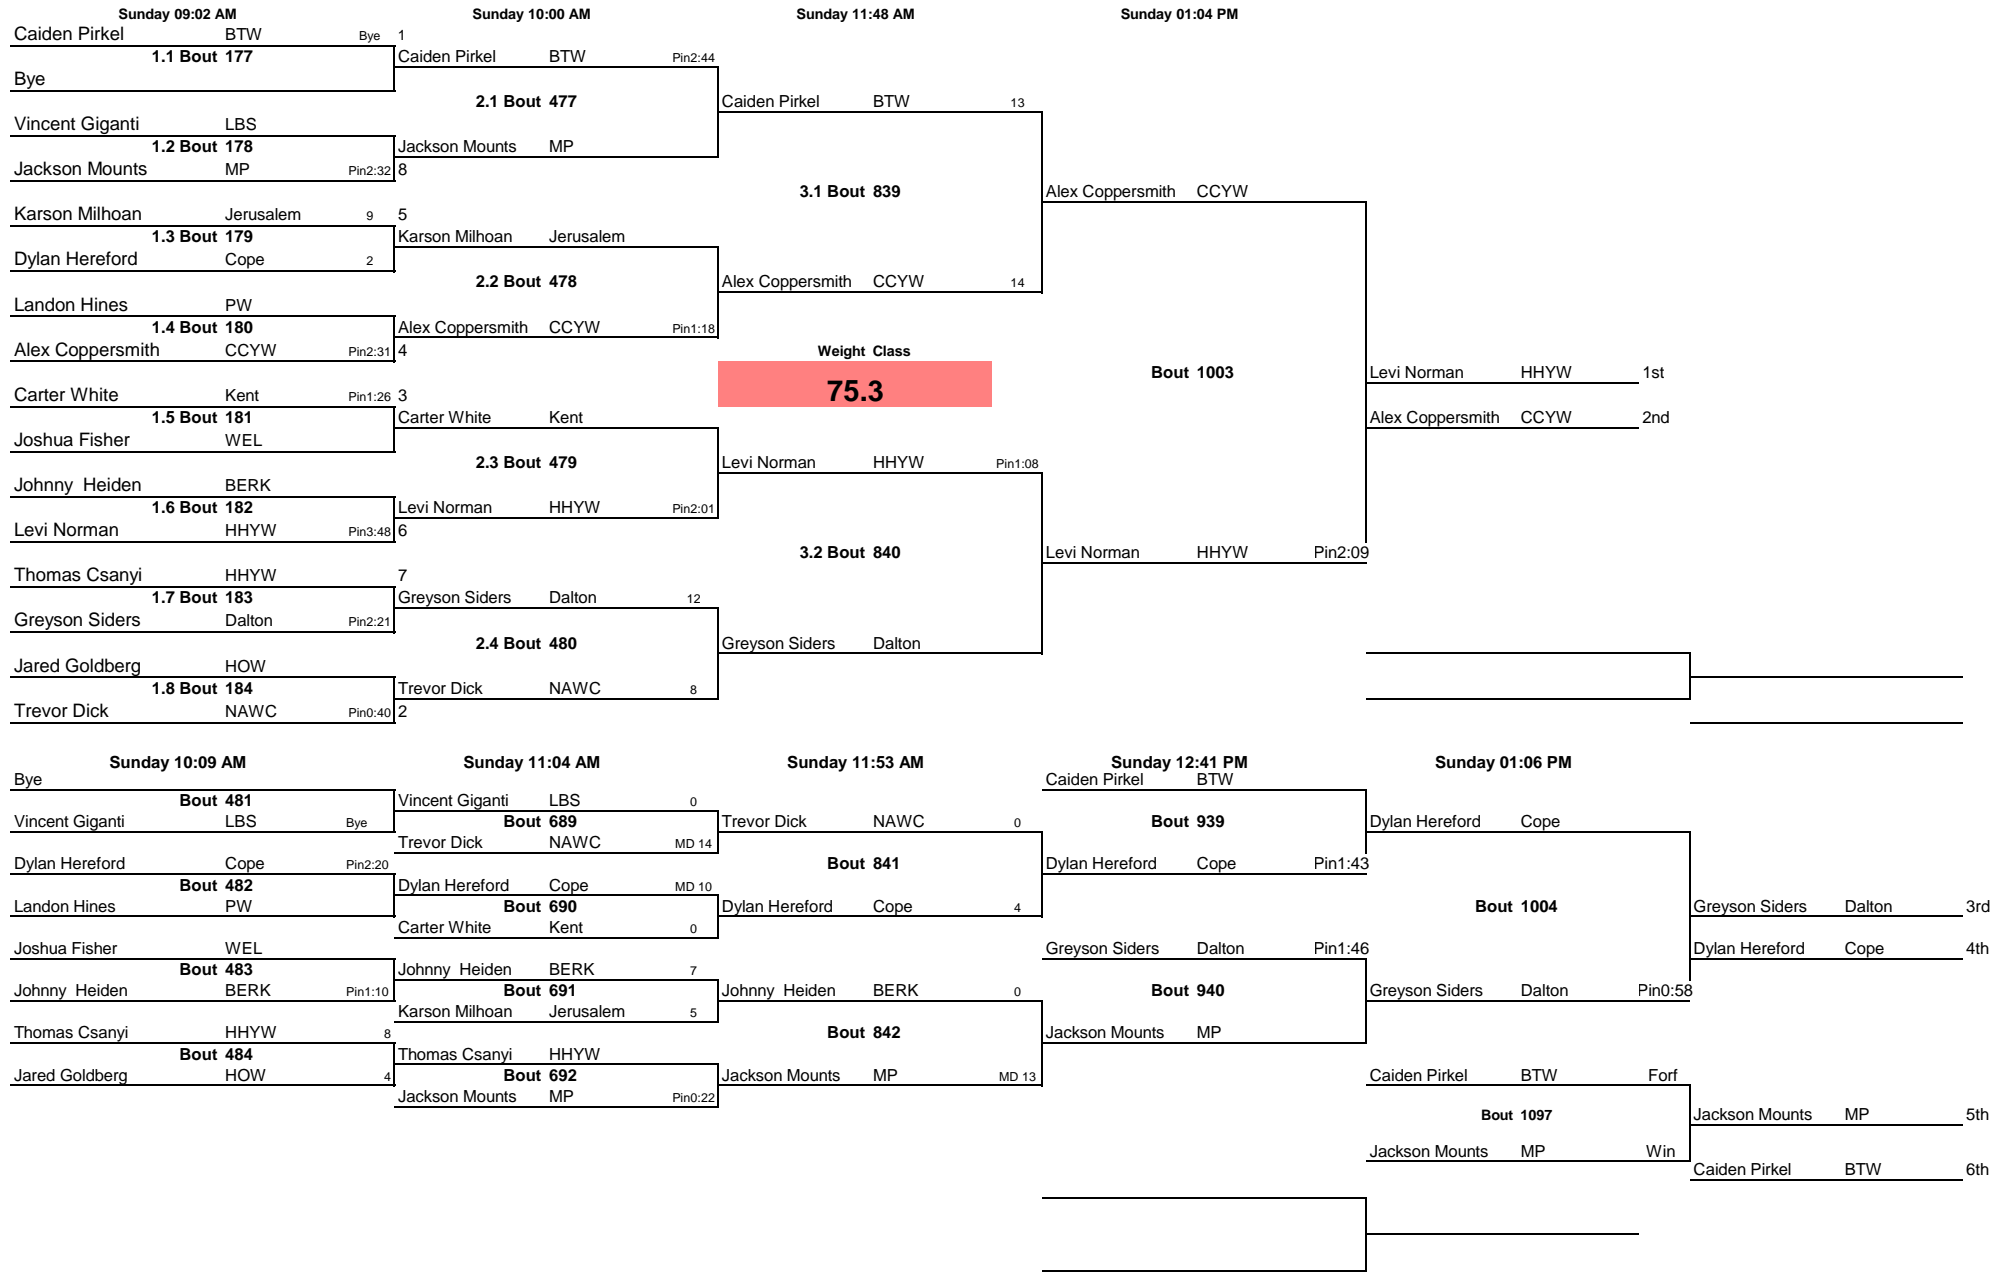 Sunday 09:02 AM Sunday 10:00 AM Sunday 11:48 AM Sunday 01:04 PM
Caiden Pirkel BTW Bye 1
1.1 Bout 177 Caiden Pirkel BTW Pin2:44
Bye
2.1 Bout 477 Caiden Pirkel BTW 13
Vincent Giganti LBS
1.2 Bout 178 Jackson Mounts MP
Jackson Mounts MP Pin2:32 8
3.1 Bout 839 Alex Coppersmith CCYW
Karson Milhoan Jerusalem 9 5
1.3 Bout 179 Karson Milhoan Jerusalem
Dylan Hereford Cope 2
2.2 Bout 478 Alex Coppersmith CCYW 14
Landon Hines PW
1.4 Bout 180 Alex Coppersmith CCYW Pin1:18
Alex Coppersmith CCYW Pin2:31 4 Weight Class
Bout 1003 Levi Norman HHYW 1st
Carter White Kent Pin1:26 3 75.3
1.5 Bout 181 Carter White Kent Alex Coppersmith CCYW 2nd
Joshua Fisher WEL
2.3 Bout 479 Levi Norman HHYW Pin1:08
Johnny Heiden BERK
1.6 Bout 182 Levi Norman HHYW Pin2:01
Levi Norman HHYW Pin3:48 6
3.2 Bout 840 Levi Norman HHYW Pin2:09
Thomas Csanyi HHYW 7
1.7 Bout 183 Greyson Siders Dalton 12
Greyson Siders Dalton Pin2:21
2.4 Bout 480 Greyson Siders Dalton
Jared Goldberg HOW
1.8 Bout 184 Trevor Dick NAWC 8
Trevor Dick NAWC Pin0:40 2
Sunday 10:09 AM Sunday 11:04 AM Sunday 11:53 AM Sunday 12:41 PM Sunday 01:06 PM
Bye Caiden Pirkel BTW
Bout 481 Vincent Giganti LBS 0
Vincent Giganti LBS Bye Bout 689 Trevor Dick NAWC 0 Bout 939 Dylan Hereford Cope
Trevor Dick NAWC MD 14
Dylan Hereford Cope Pin2:20 Bout 841 Dylan Hereford Cope Pin1:43
Bout 482 Dylan Hereford Cope MD 10
Landon Hines PW Bout 690 Dylan Hereford Cope 4 Bout 1004 Greyson Siders Dalton 3rd
Carter White Kent 0
Joshua Fisher WEL Greyson Siders Dalton Pin1:46 Dylan Hereford Cope 4th
Bout 483 Johnny Heiden BERK 7
Johnny Heiden BERK Pin1:10 Bout 691 Johnny Heiden BERK 0 Bout 940 Greyson Siders Dalton Pin0:58
Karson Milhoan Jerusalem 5
Thomas Csanyi HHYW 8 Bout 842 Jackson Mounts MP
Bout 484 Thomas Csanyi HHYW
Jared Goldberg HOW 4 Bout 692 Jackson Mounts MP MD 13 Caiden Pirkel BTW Forf
Jackson Mounts MP Pin0:22
Bout 1097 Jackson Mounts MP 5th
Jackson Mounts MP Win
Caiden Pirkel BTW 6th